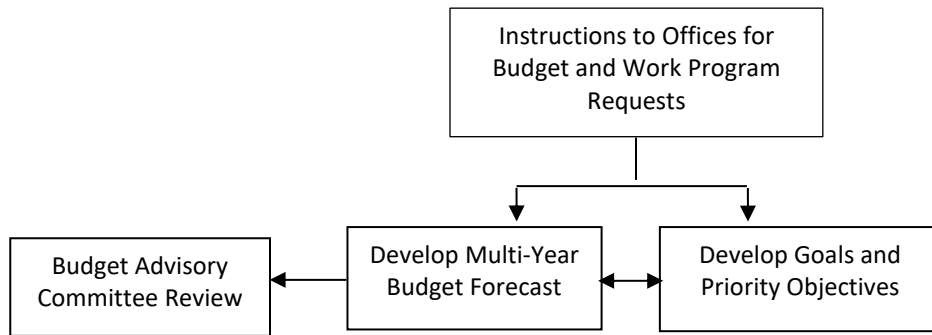 Instructions to Offices for
Budget and Work Program
Requests
Budget Advisory
Committee Review
Develop Multi-Year
Budget Forecast
Develop Goals and
Priority Objectives